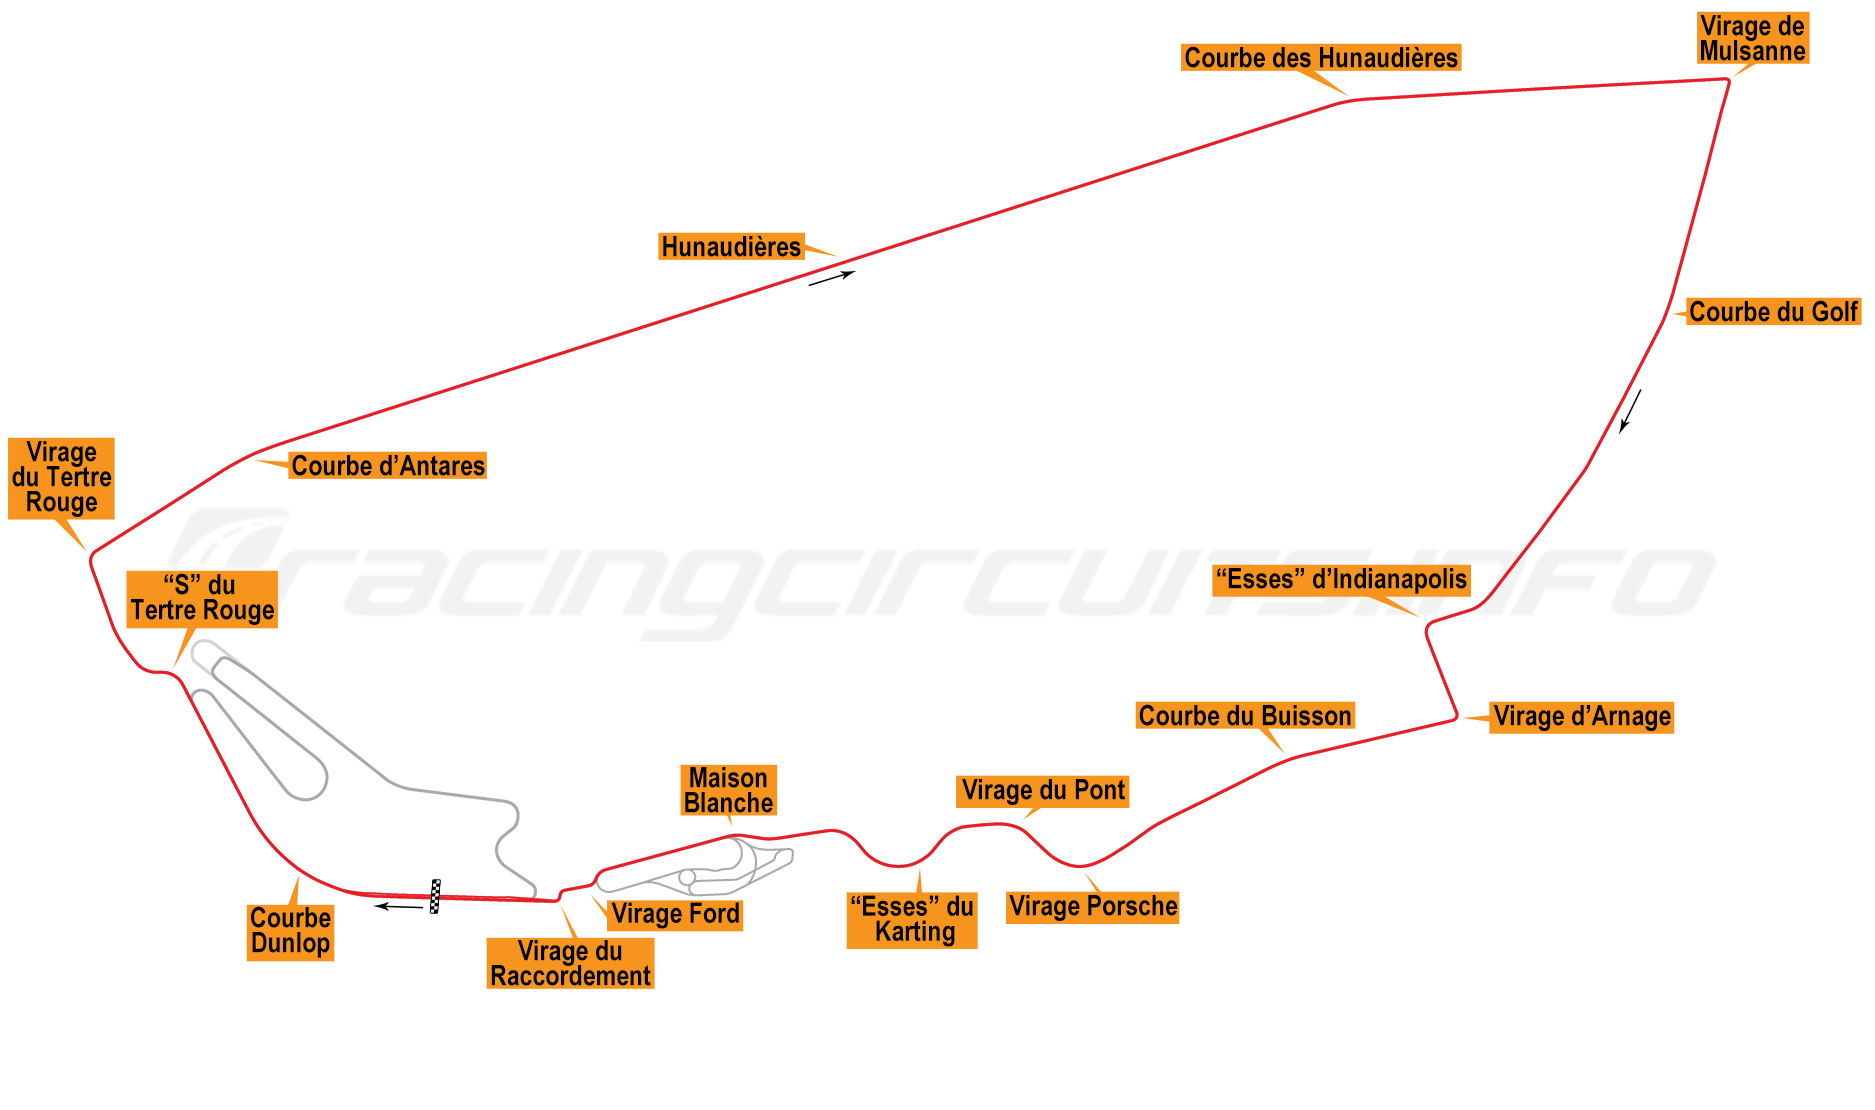 Virage de
Mulsanne
Courbe des Hunaudières
Hunaudières
Courbe du Golf
Virage
du Tertre
Rouge
Courbe d’Antares
“S” du
Tertre Rouge
racingcircuits.info
“Esses” d’Indianapolis
Courbe du Buisson
Virage d’Arnage
Maison
Blanche
Virage du Pont
“Esses” du
Karting
Virage Porsche
Virage Ford
Courbe
Dunlop
Virage du
Raccordement